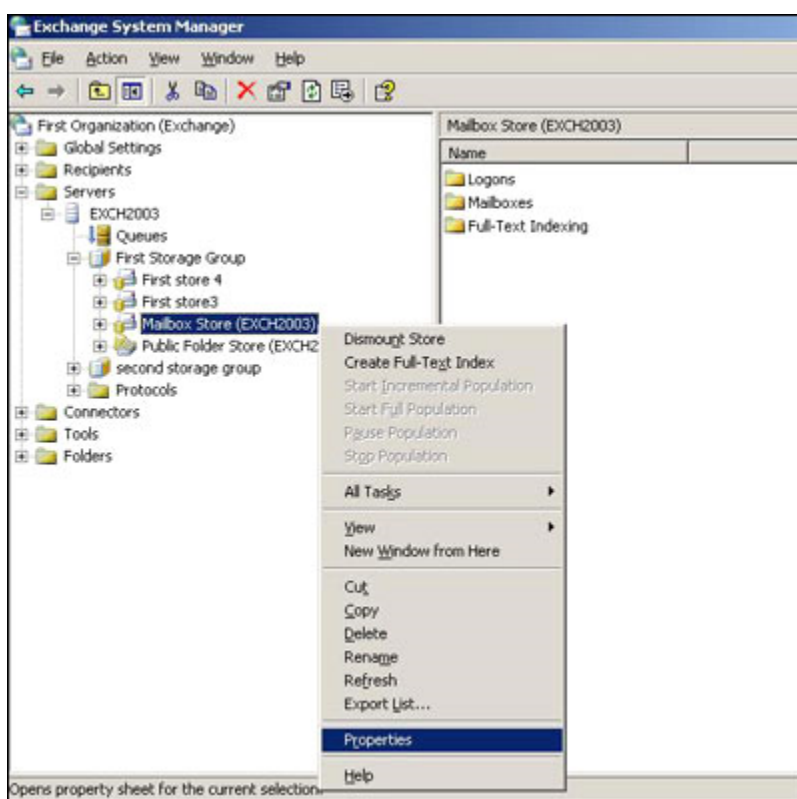 Exchange System Manager
File Action View Window Help
First Organization (Exchange)
Global Settings
Recipients
Servers
EXCH2003
Queues
First Storage Group
First store 4
First store3
Mailbox Store (EXCH2003)
Public Folder Store (EXCH2
second storage group
Protocols
Connectors
Tools
Folders
Mailbox Store (EXCH2003)
Name
Logons
Mailboxes
Full-Text Indexing
Dismount Store
Create Full-Text Index
Start Incremental Population
Start Full Population
Pause Population
Stop Population
All Tasks
View
New Window from Here
Cut
Copy
Delete
Rename
Refresh
Export List...
Properties
Help
Opens property sheet for the current selection.